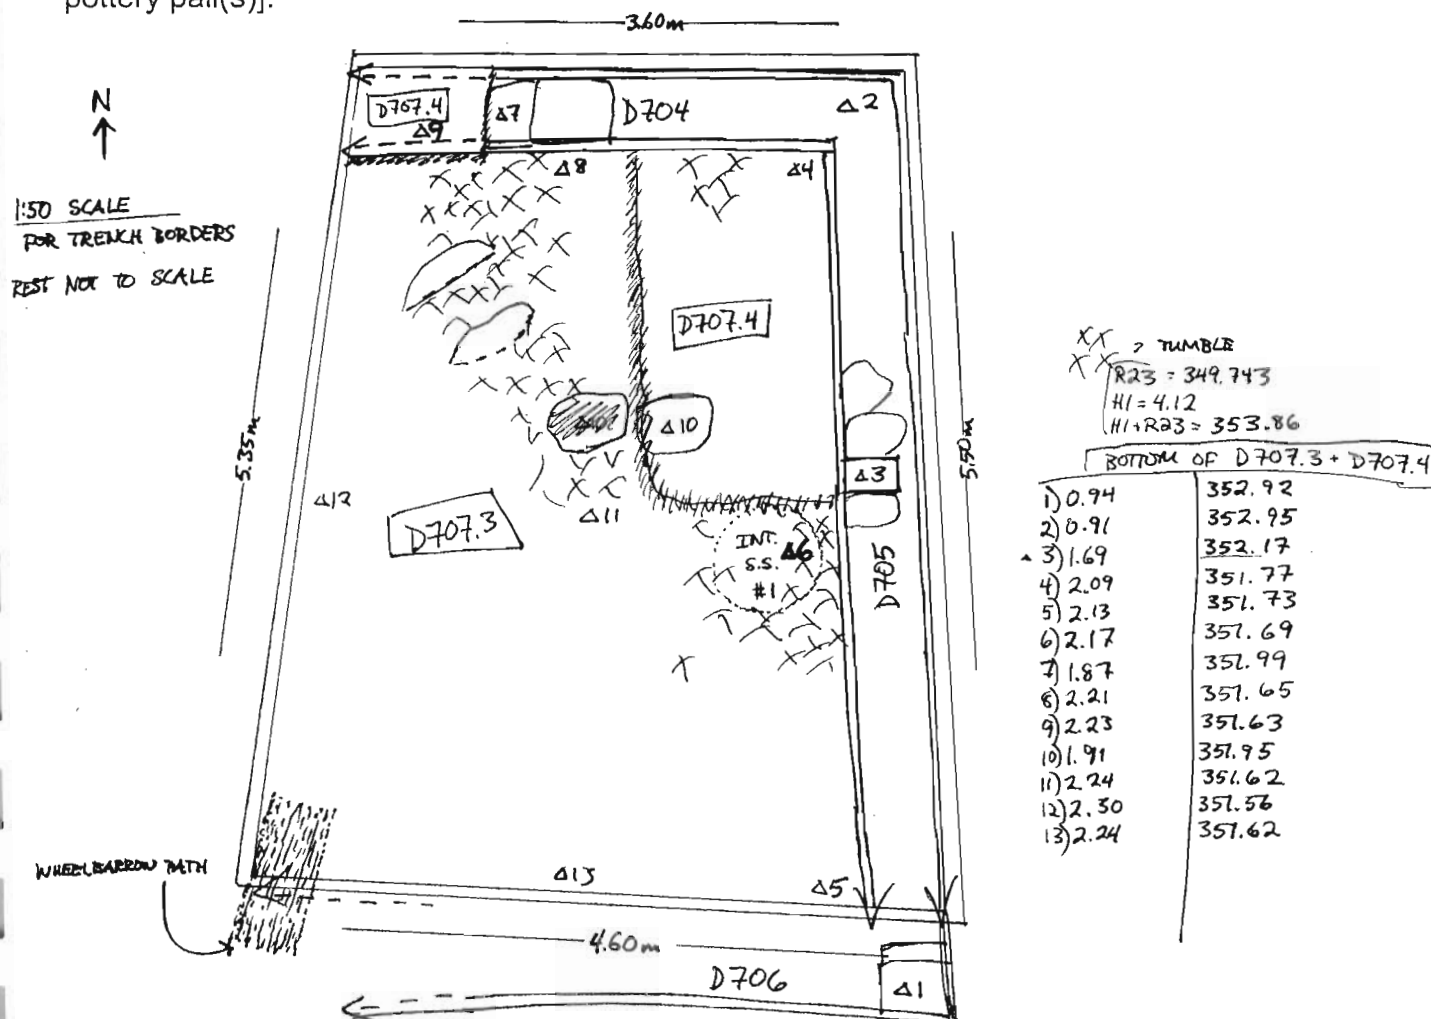 pottery pail(s)].
3.60m
N
D707.4
Δ9
Δ7
D704
Δ2
Δ8
Δ4
1:50 SCALE
FOR TRENCH BORDERS
REST NOT TO SCALE
D707.4
XX
XX > TUMBLE
R23 = 349.743
HI = 4.12
HI+R23 = 353.86
5.35m
5.50m
Δ10
Δ3
Δ12
Δ11
D707.3
INT.
S.S.
#1
Δ6
D705
BOTTOM OF D707.3 + D707.4
1) 0.94 352.92
2) 0.91 352.95
3) 1.69 352.17
4) 2.09 351.77
5) 2.13 351.73
6) 2.17 351.69
7) 1.87 351.99
8) 2.21 351.65
9) 2.23 351.63
10) 1.91 351.95
11) 2.24 351.62
12) 2.30 351.56
13) 2.24 351.62
WHEELBARROW PATH
Δ13
Δ5
4.60m
D706
Δ1